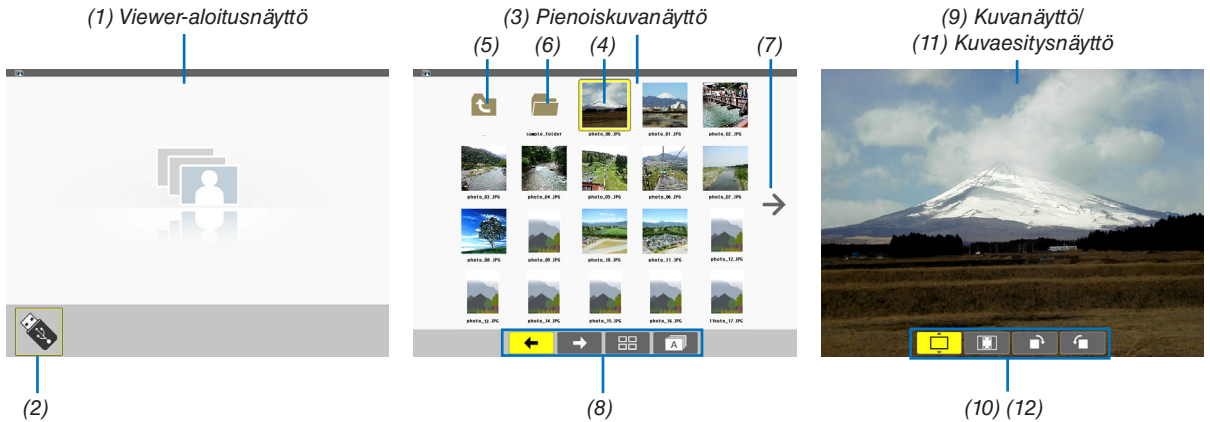 (1) Viewer-aloitusnäyttö
(3) Pienoiskuvanäyttö
(9) Kuvanäyttö/
(11) Kuvaesitysnäyttö
(5) (6) (4) (7)
sample_folder photo_00.JPG photo_01.JPG photo_02.JPG
photo_03.JPG photo_04.JPG photo_05.JPG photo_06.JPG photo_07.JPG
photo_08.JPG photo_09.JPG photo_10.JPG photo_11.JPG photo_12.JPG
photo_13.JPG photo_14.JPG photo_15.JPG photo_16.JPG
A
(2)
(8)
(10) (12)